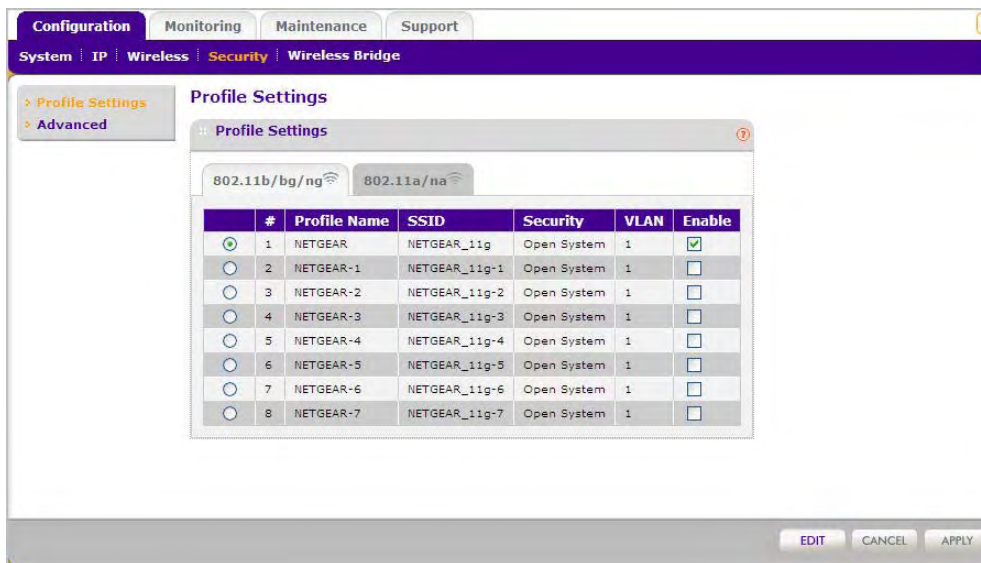 Configuration Monitoring Maintenance Support
System IP Wireless Security Wireless Bridge
Profile Settings
Advanced
Profile Settings
Profile Settings
802.11b/bg/ng 802.11a/na
# Profile Name SSID Security VLAN Enable
1 NETGEAR NETGEAR_11g Open System 1
2 NETGEAR-1 NETGEAR_11g-1 Open System 1
3 NETGEAR-2 NETGEAR_11g-2 Open System 1
4 NETGEAR-3 NETGEAR_11g-3 Open System 1
5 NETGEAR-4 NETGEAR_11g-4 Open System 1
6 NETGEAR-5 NETGEAR_11g-5 Open System 1
7 NETGEAR-6 NETGEAR_11g-6 Open System 1
8 NETGEAR-7 NETGEAR_11g-7 Open System 1
EDIT CANCEL APPLY